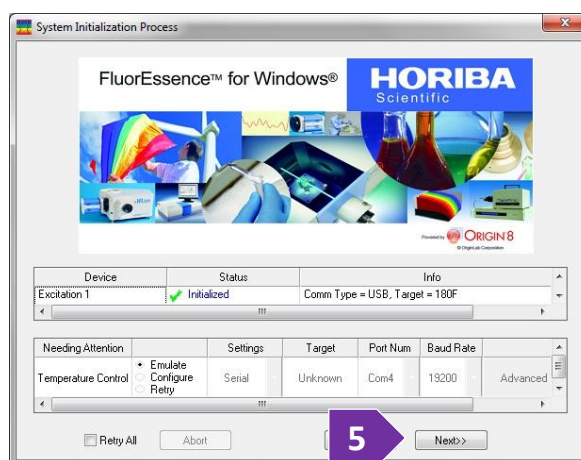 System Initialization Process
FluorEssence™ for Windows®
HORIBA
Scientific
Powered by ORIGIN 8
© OriginLab Corporation
Device Status Info
Excitation 1 Initialized Comm Type = USB, Target = 180F
Needing Attention Settings Target Port Num Baud Rate
Emulate
Temperature Control Configure Serial Unknown Com4 19200 Advanced
Retry
Retry All Abort 5 Next>>